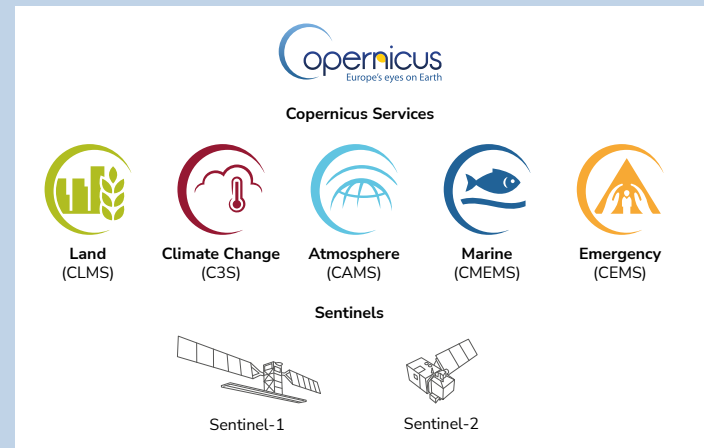 Copernicus
Europe's eyes on Earth
Copernicus Services
Land
(CLMS)
Climate Change
(C3S)
Atmosphere
(CAMS)
Marine
(CMEMS)
Emergency
(CEMS)
Sentinels
Sentinel-1
Sentinel-2